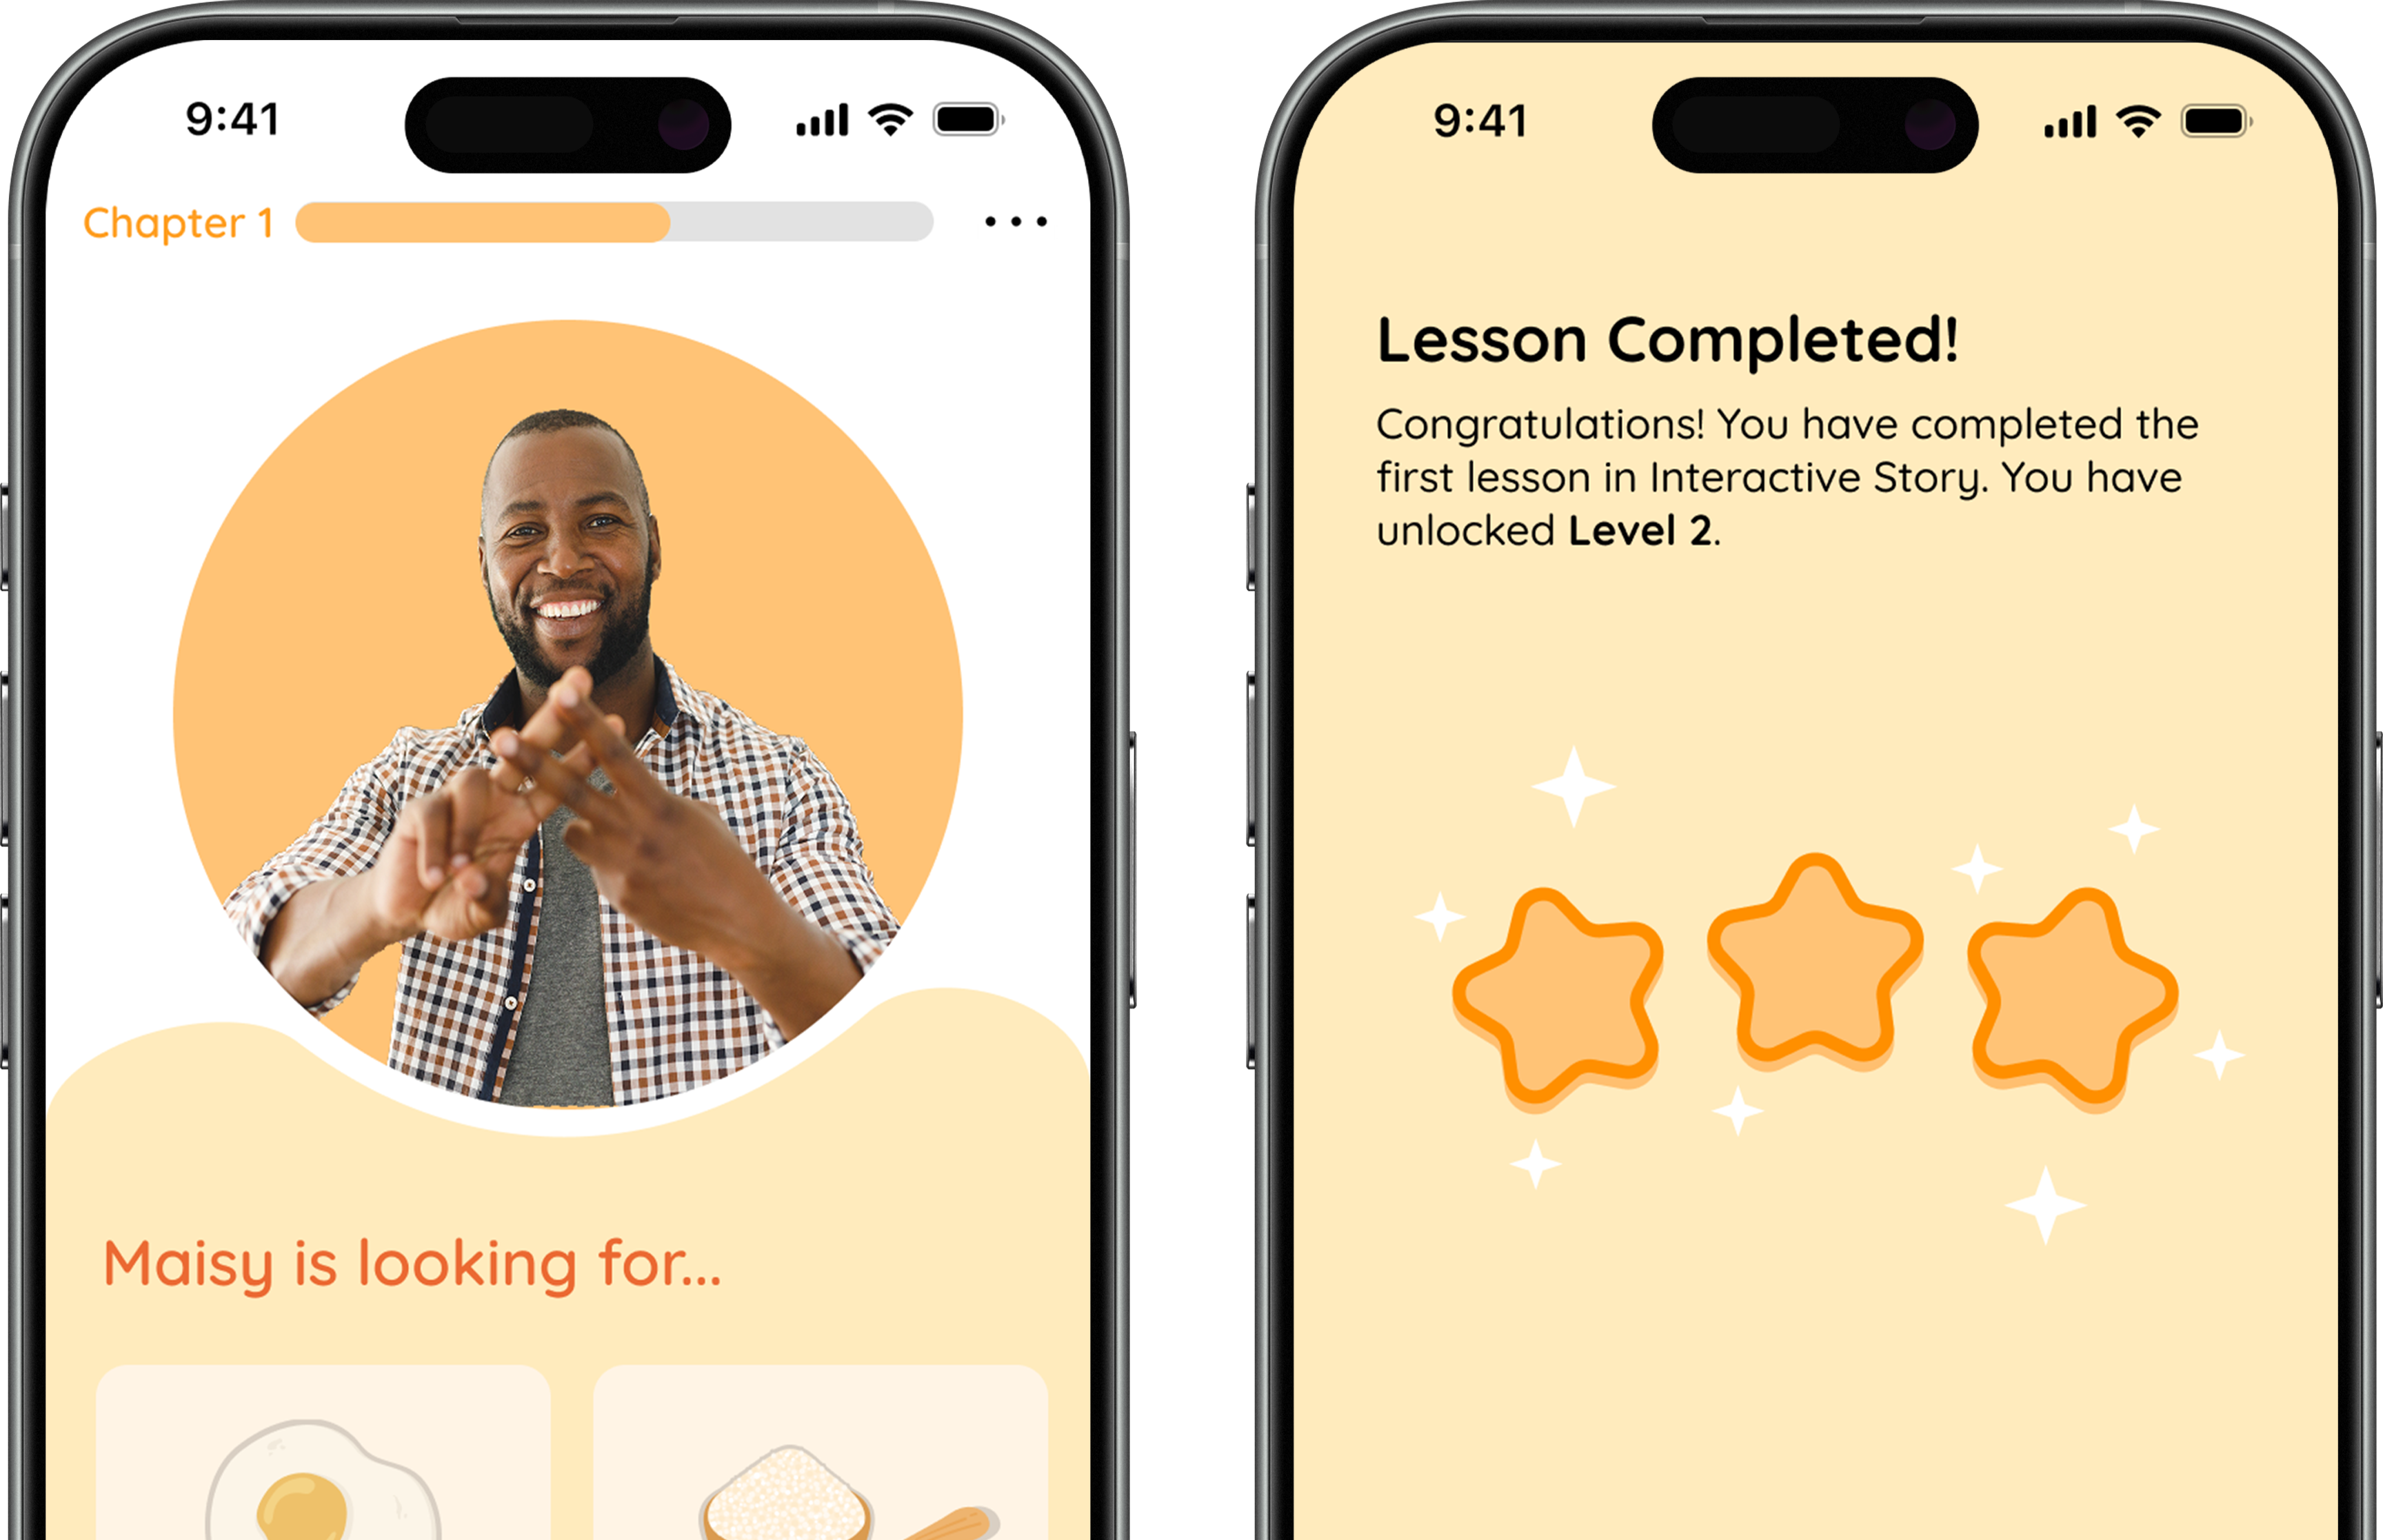 9:41
Chapter 1
Maisy is looking for...
9:41
Lesson Completed!
Congratulations! You have completed the
first lesson in Interactive Story. You have
unlocked Level 2.